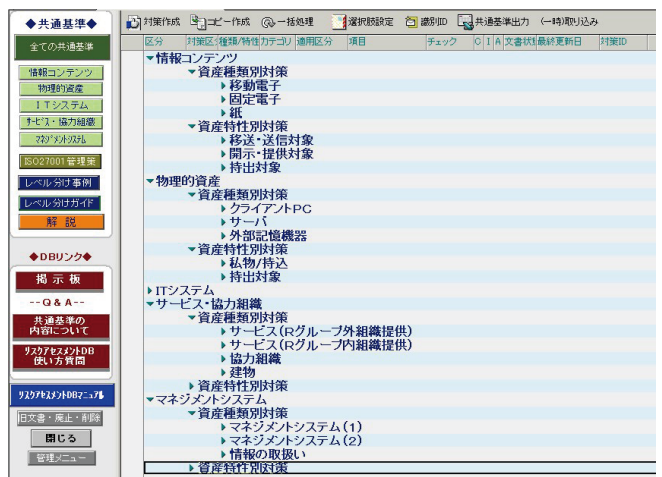 ◆共通基準◆
全ての共通基準
情報コンテンツ
物理的資産
ITシステム
サービス・協力組織
マネジメントシステム
ISO27001管理策
レベル分け事例
レベル分けガイド
解 説
◆DBリンク◆
掲 示 板
--Q & A--
共通基準の
内容について
リスクアセスメントDB
使い方質問
リスクアセスメントDBマニュアル
旧文書・廃止・削除
閉じる
管理メニュー
対策作成 コピー作成 一括処理 選択肢設定 識別ID 共通基準出力 (一時)取り込み
区分 対策区分 種類/特性 カテゴリ 適用区分 項目 チェック C I A 文書状態 最終更新日 対策ID
情報コンテンツ
資産種類別対策
移動電子
固定電子
紙
資産特性別対策
移送・送信対象
開示・提供対象
持出対象
物理的資産
資産種類別対策
クライアントPC
サーバ
外部記憶機器
資産特性別対策
私物/持込
持出対象
ITシステム
サービス・協力組織
資産種類別対策
サービス(Rグループ外組織提供)
サービス(Rグループ内組織提供)
協力組織
建物
資産特性別対策
マネジメントシステム
資産種類別対策
マネジメントシステム(1)
マネジメントシステム(2)
情報の取扱い
資産特性別対策